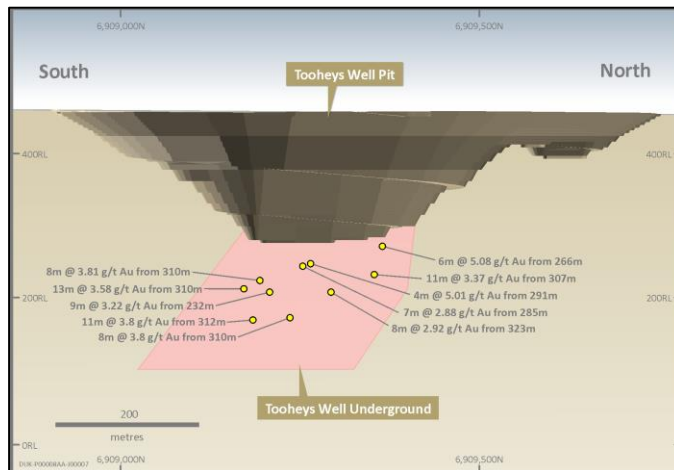 6,909,000N 6,909,500N
South North
Tooheys Well Pit
400RL 400RL
6m @ 5.08 g/t Au from 266m
8m @ 3.81 g/t Au from 310m 11m @ 3.37 g/t Au from 307m
13m @ 3.58 g/t Au from 310m 4m @ 5.01 g/t Au from 291m
200RL 200RL
9m @ 3.22 g/t Au from 232m 7m @ 2.88 g/t Au from 285m
11m @ 3.8 g/t Au from 312m 8m @ 2.92 g/t Au from 323m
8m @ 3.8 g/t Au from 310m
200 Tooheys Well Underground
metres
0RL 0RL
6,909,000N 6,909,500N